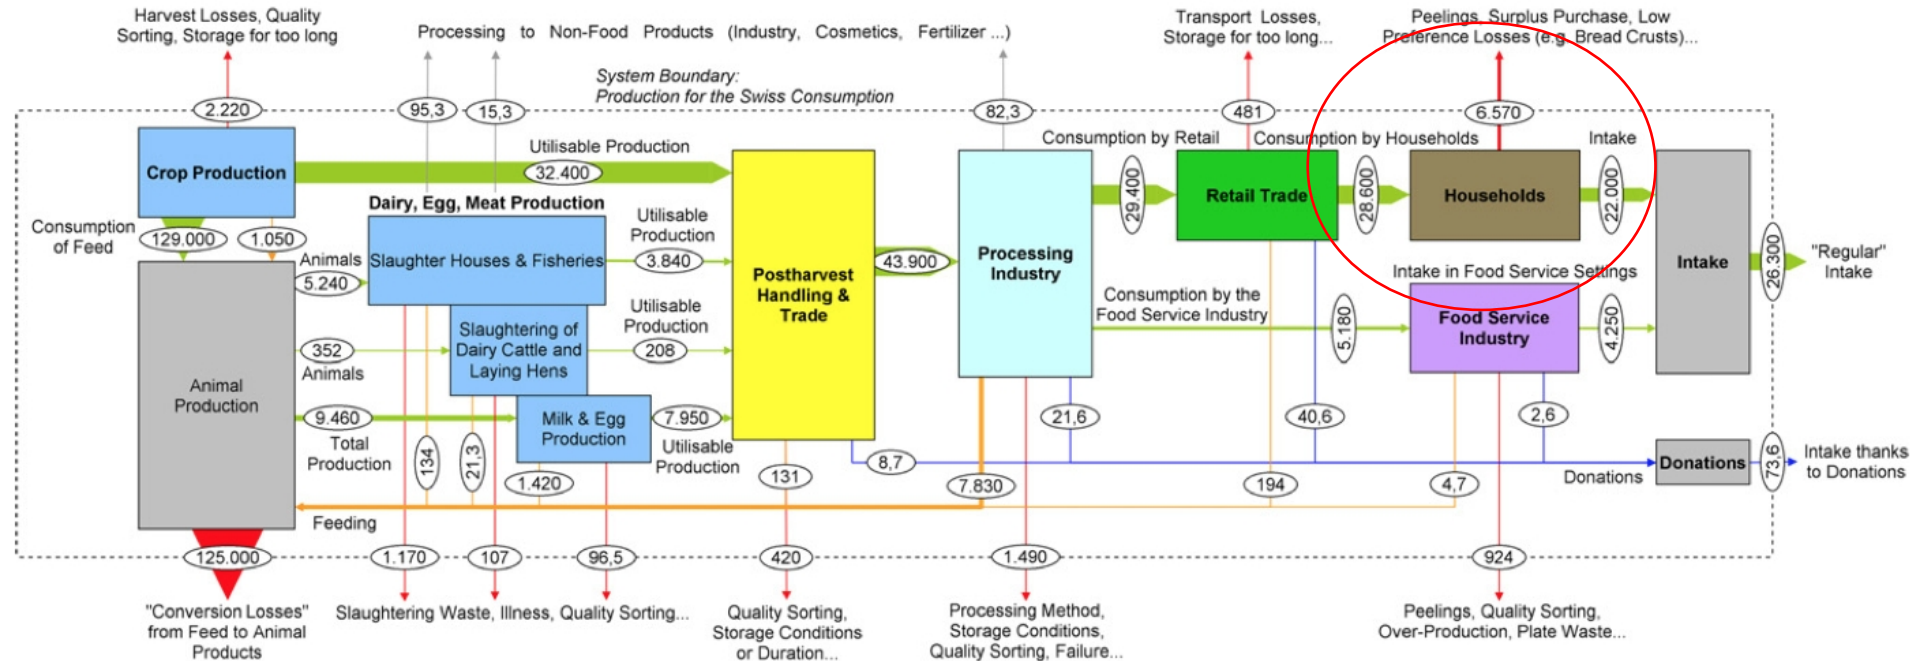 Harvest Losses, Quality
Sorting, Storage for too long
Processing to Non-Food Products (Industry, Cosmetics, Fertilizer ...)
Transport Losses,
Storage for too long...
Peelings, Surplus Purchase, Low
Preference Losses (e.g. Bread Crusts)...
System Boundary:
Production for the Swiss Consumption
2.220
95,3
15,3
82,3
481
6.570
Crop Production
Utilisable Production
32.400
Consumption by Retail
29.400
Retail Trade
Consumption by Households
28.600
Households
Intake
22.000
Consumption
of Feed
129.000
1.050
Dairy, Egg, Meat Production
Animals
5.240
Slaughter Houses & Fisheries
Utilisable
Production
3.840
Postharvest
Handling &
Trade
43.900
Processing
Industry
Intake
26.300
"Regular"
Intake
Intake in Food Service Settings
Consumption by the
Food Service Industry
5.180
Food Service
Industry
4.250
Animal
Production
352
Animals
Slaughtering of
Dairy Cattle and
Laying Hens
Utilisable
Production
208
9.460
Total
Production
Milk & Egg
Production
7.950
Utilisable
Production
134
21,3
1.420
131
8,7
7.830
21,6
40,6
2,6
194
4,7
Donations
Donations
73,6
Intake thanks
to Donations
Feeding
125.000
1.170
107
96,5
420
1.490
924
"Conversion Losses"
from Feed to Animal
Products
Slaughtering Waste, Illness, Quality Sorting...
Quality Sorting,
Storage Conditions
or Duration...
Processing Method,
Storage Conditions,
Quality Sorting, Failure...
Peelings, Quality Sorting,
Over-Production, Plate Waste...